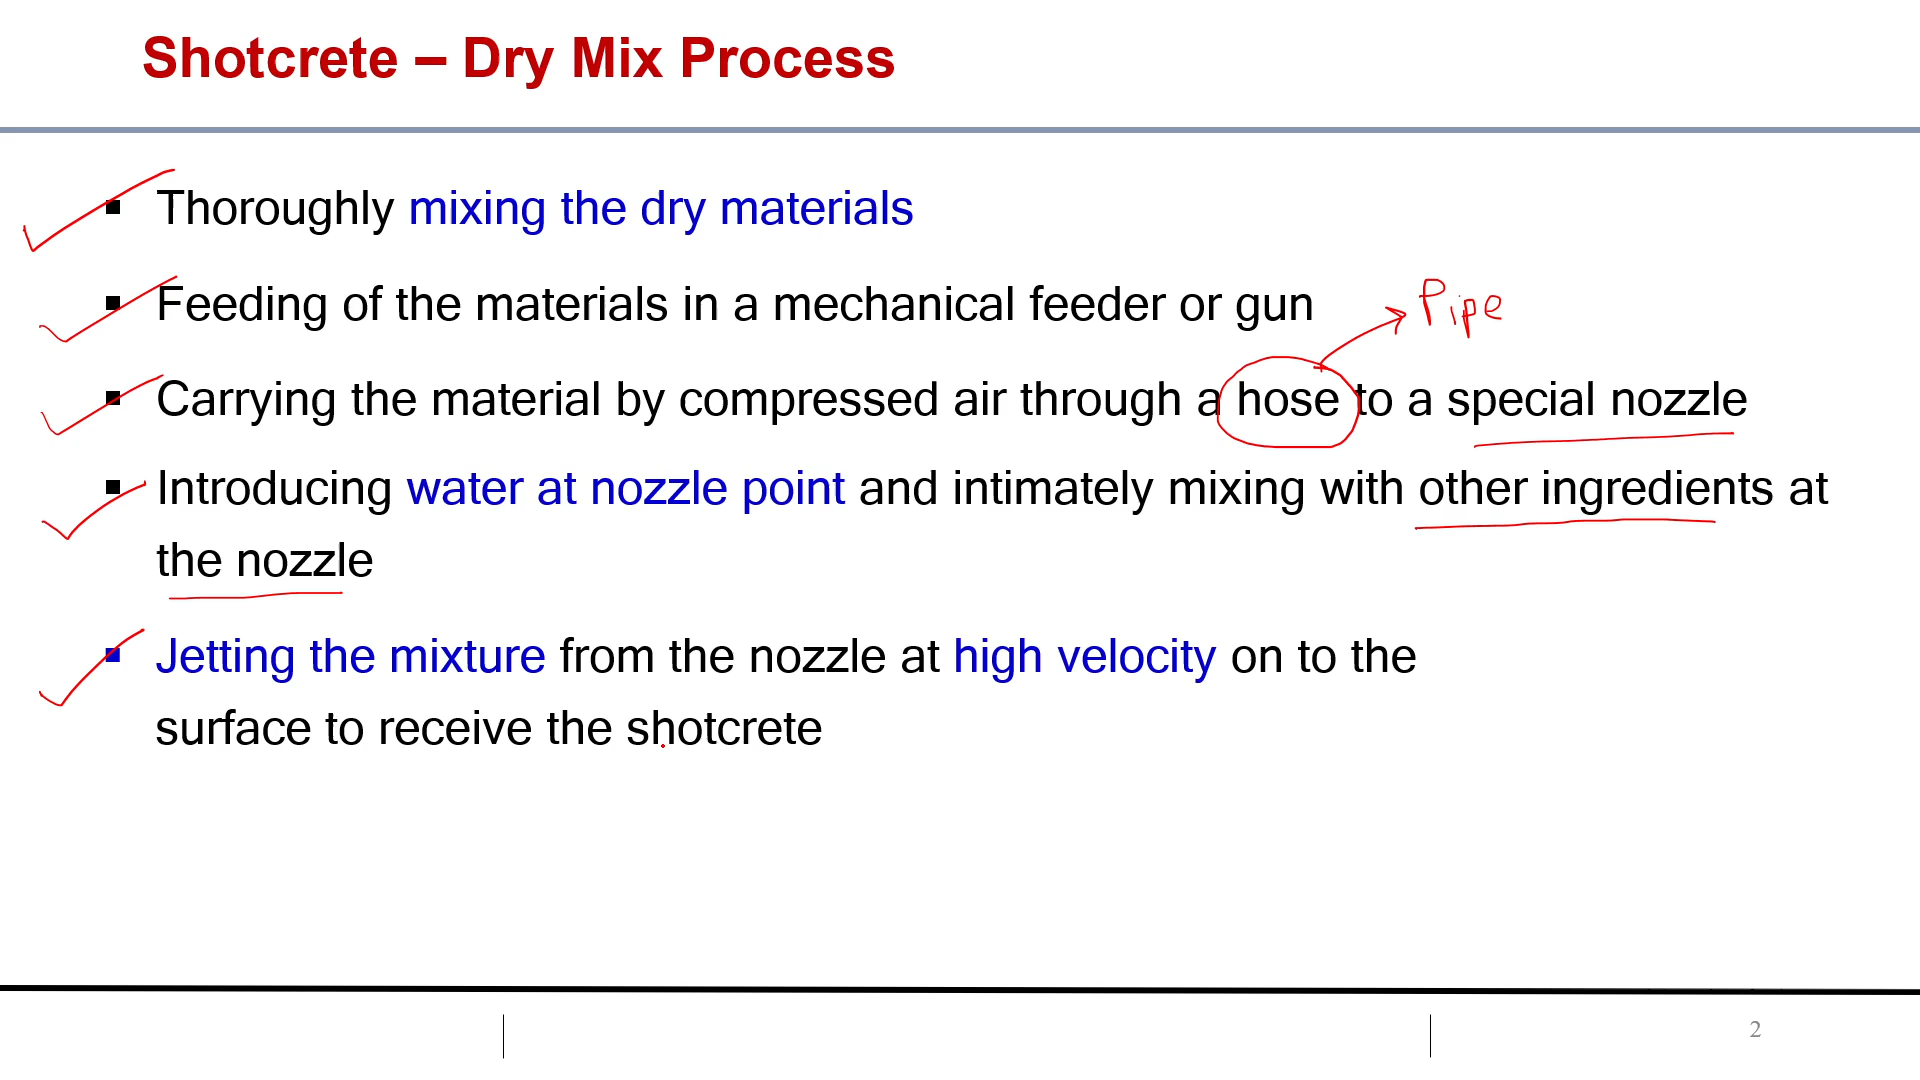 Shotcrete – Dry Mix Process
▪ Thoroughly mixing the dry materials
▪ Feeding of the materials in a mechanical feeder or gun
Pipe
▪ Carrying the material by compressed air through a hose to a special nozzle
▪ Introducing water at nozzle point and intimately mixing with other ingredients at
the nozzle
▪ Jetting the mixture from the nozzle at high velocity on to the
surface to receive the shotcrete
2